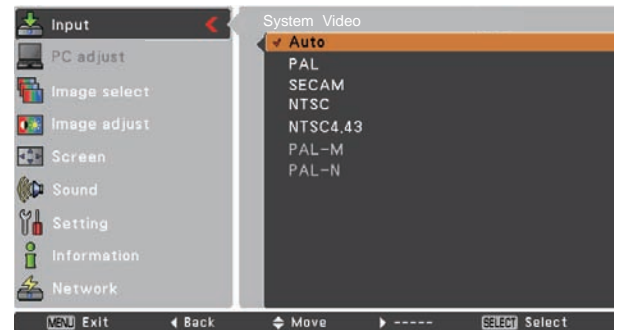 Input
PC adjust
Image select
Image adjust
Screen
Sound
Setting
Information
Network
System Video
Auto
PAL
SECAM
NTSC
NTSC4.43
PAL-M
PAL-N
MENU Exit
Back
Move
-----
SELECT Select